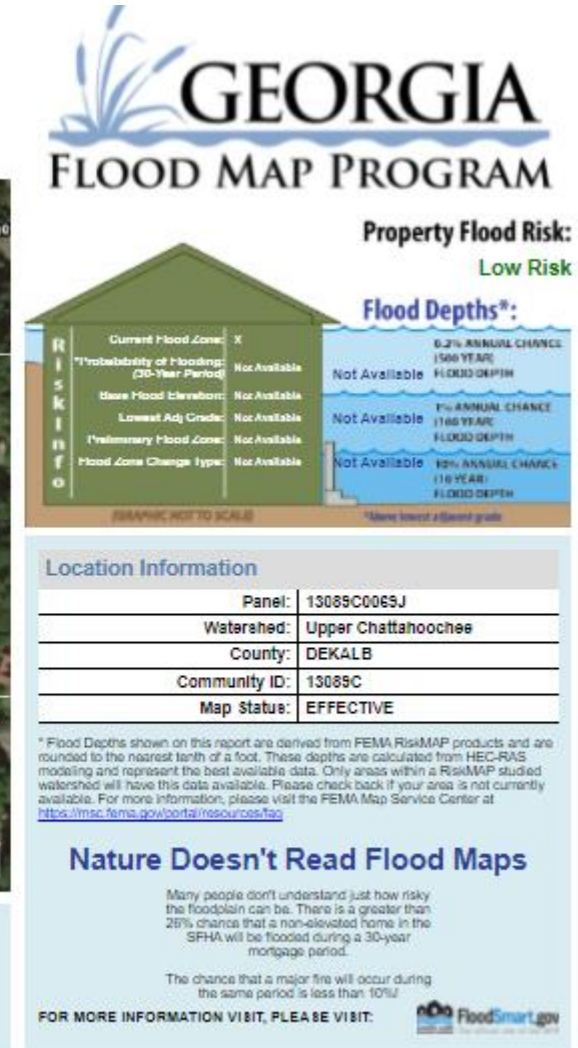 GEORGIA
FLOOD MAP PROGRAM
Property Flood Risk:
Low Risk
Flood Depths*:
Risk Info
Current Flood Zone: X
*Probabability of Flooding: (30-Year Period) Not Available
Base Flood Elevation: Not Available
Lowest Adj Grade: Not Available
Preliminary Flood Zone: Not Available
Flood Zone Change Type: Not Available
Not Available
0.2% ANNUAL CHANCE
(500 YEAR)
FLOOD DEPTH
Not Available
1% ANNUAL CHANCE
(100 YEAR)
FLOOD DEPTH
Not Available
10% ANNUAL CHANCE
(10 YEAR)
FLOOD DEPTH
(GRAPHIC NOT TO SCALE)
*Above lowest adjacent grade
Location Information
Panel: 13089C0069J
Watershed: Upper Chattahoochee
County: DEKALB
Community ID: 13089C
Map Status: EFFECTIVE
* Flood Depths shown on this report are derived from FEMA RiskMAP products and are
rounded to the nearest tenth of a foot. These depths are calculated from HEC-RAS
modeling and represent the best available data. Only areas within a RiskMAP studied
watershed will have this data available. Please check back if your area is not currently
available. For more information, please visit the FEMA Map Service Center at
https://msc.fema.gov/portal/resources/faq
Nature Doesn't Read Flood Maps
Many people don't understand just how risky
the floodplain can be. There is a greater than
26% chance that a non-elevated home in the
SFHA will be flooded during a 30-year
mortgage period.
The chance that a major fire will occur during
the same period is less than 10%!
FOR MORE INFORMATION VISIT, PLEASE VISIT:
FloodSmart.gov